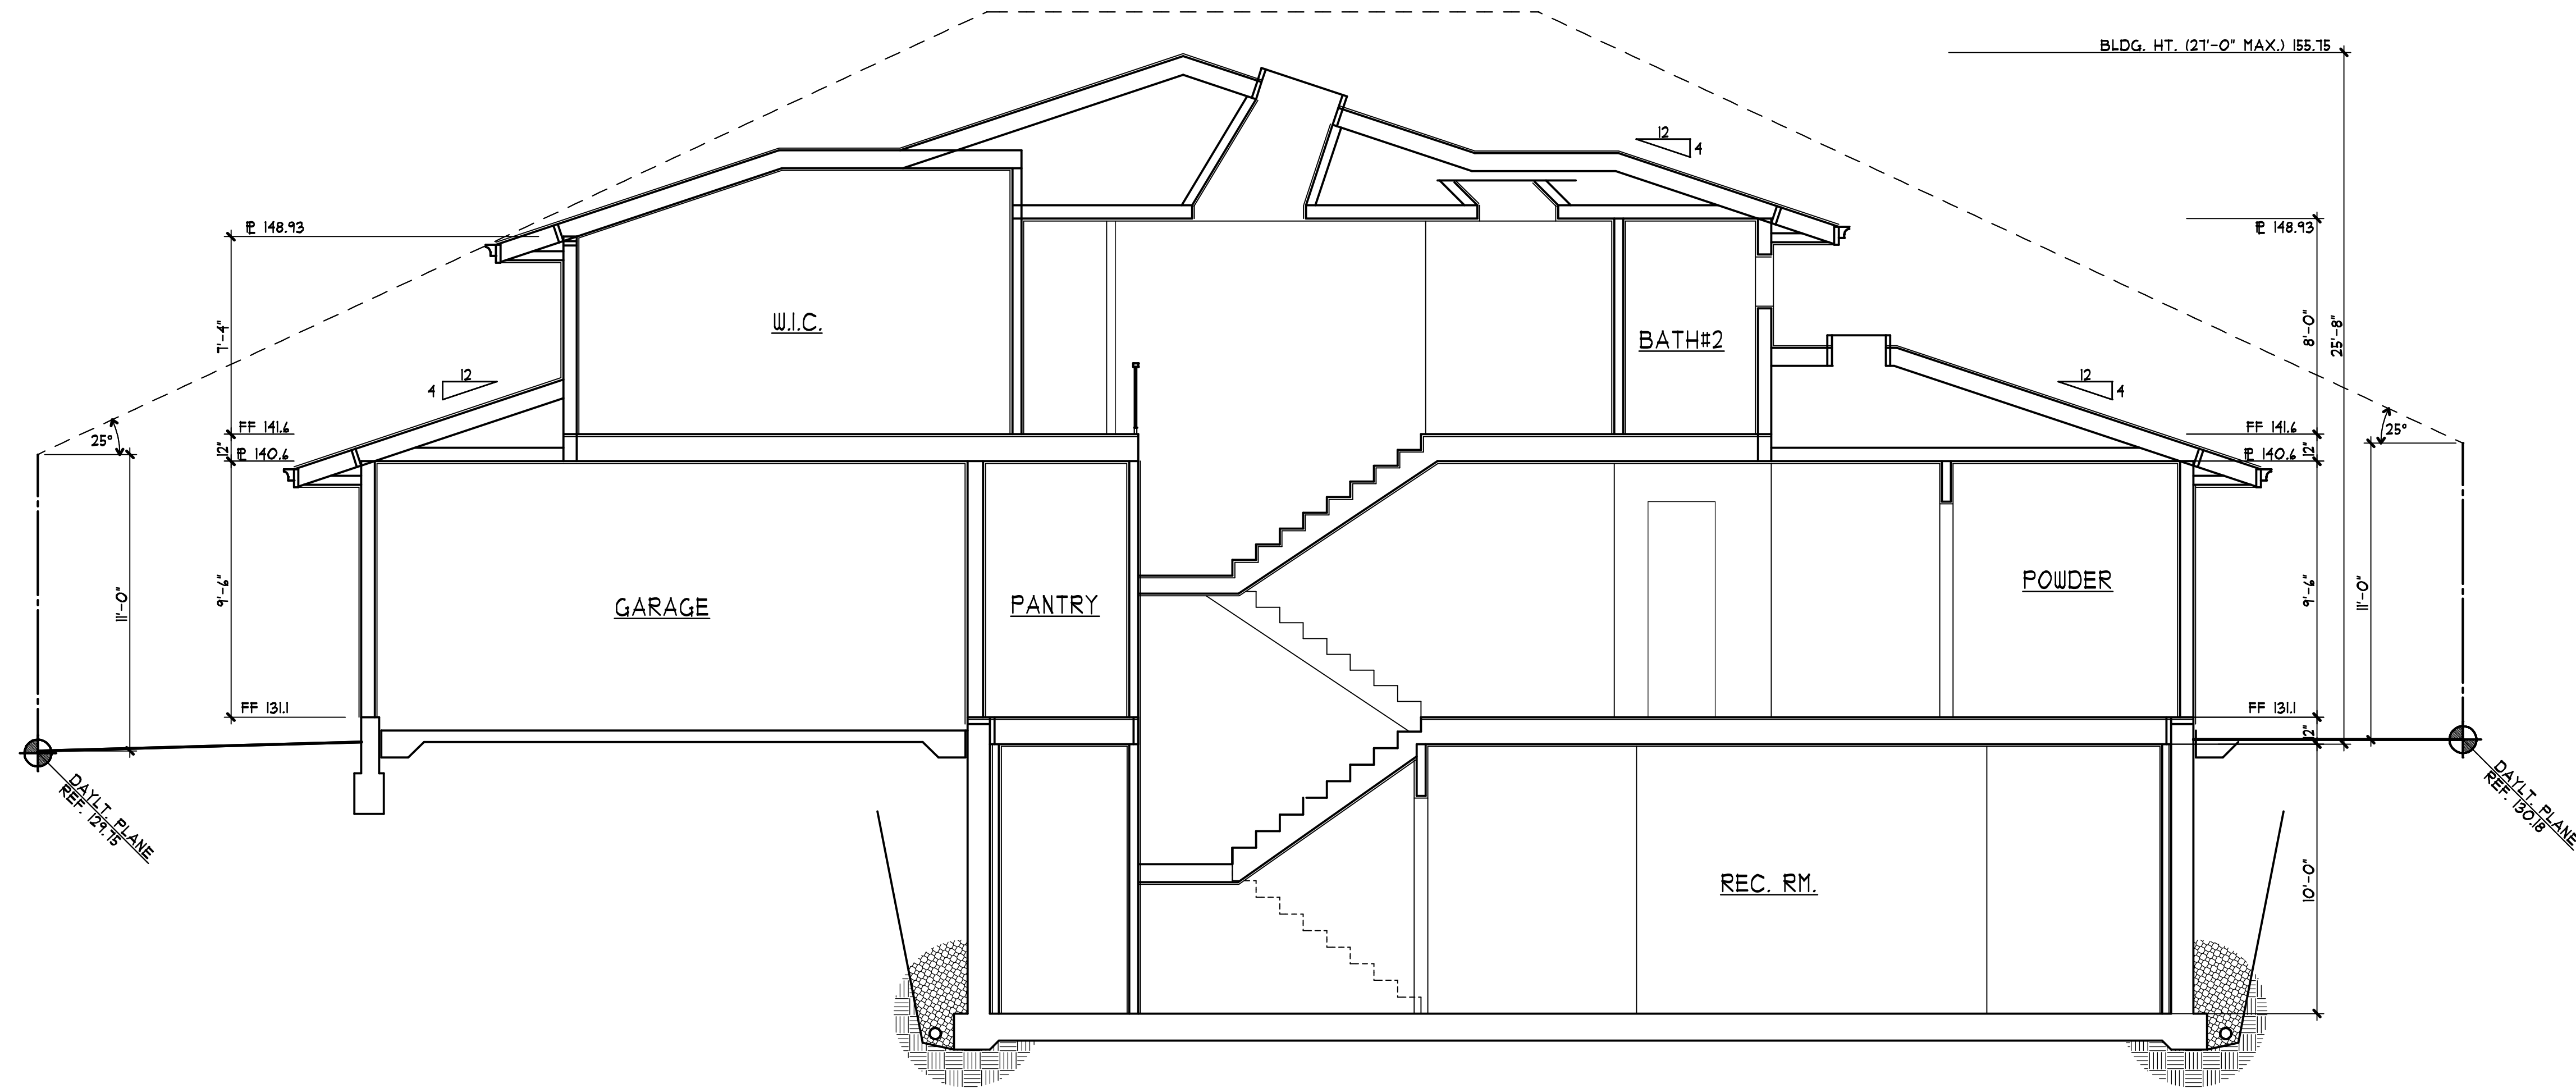 BLDG. HT. (27'-0" MAX.) 155.75
12
4
℄ 148.93
℄ 148.93
7'-4"
W.I.C.
BATH#2
8'-0"
25'-8"
12
4
12
4
25°
FF 141.6
12"
℄ 140.6
FF 141.6
12"
℄ 140.6
25°
11'-0"
9'-6"
GARAGE
PANTRY
POWDER
9'-6"
11'-0"
FF 131.1
FF 131.1
12"
DAYLT. PLANE
REF. 129.75
DAYLT. PLANE
REF. 130.18
REC. RM.
10'-0"